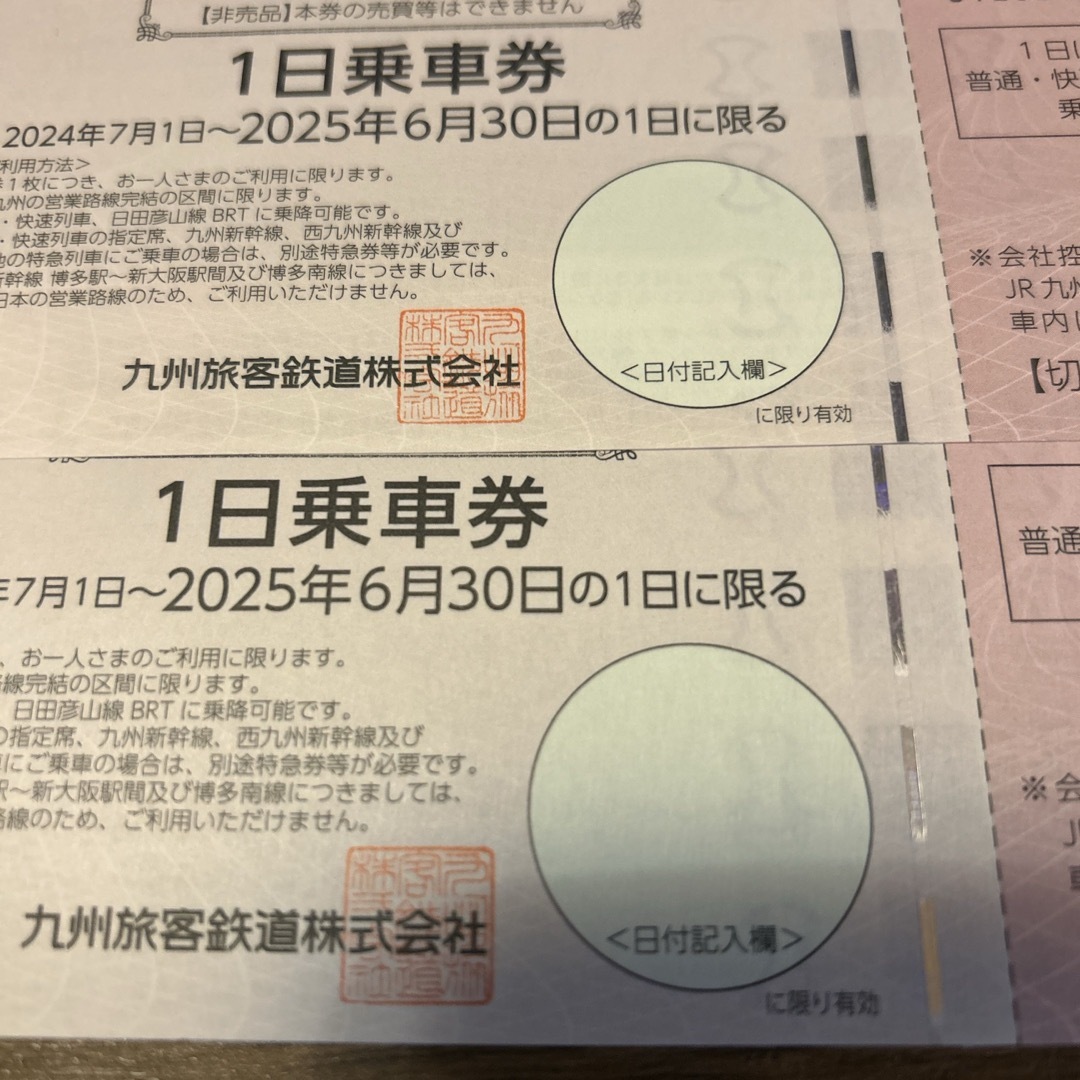 【非売品】本券の売買等はできません
1日乗車券
2024年7月1日～2025年6月30日の1日に限る
利用方法＞
1枚につき、お一人さまのご利用に限ります。
九州の営業路線完結の区間に限ります。
・快速列車、日田彦山線BRTに乗降可能です。
・快速列車の指定席、九州新幹線、西九州新幹線及び
他の特急列車にご乗車の場合は、別途特急券等が必要です。
新幹線 博多駅～新大阪駅間及び博多南線につきましては、
日本の営業路線のため、ご利用いただけません。
九州旅客鉄道株式会社
＜日付記入欄＞
に限り有効
1日
普通・快
乗
※会社控
JR九州
車内
【切
1日乗車券
年7月1日～2025年6月30日の1日に限る
、お一人さまのご利用に限ります。
路線完結の区間に限ります。
、日田彦山線BRTに乗降可能です。
の指定席、九州新幹線、西九州新幹線及び
車にご乗車の場合は、別途特急券等が必要です。
駅～新大阪駅間及び博多南線につきましては、
路線のため、ご利用いただけません。
九州旅客鉄道株式会社
＜日付記入欄＞
に限り有効
普通
※会
J
車